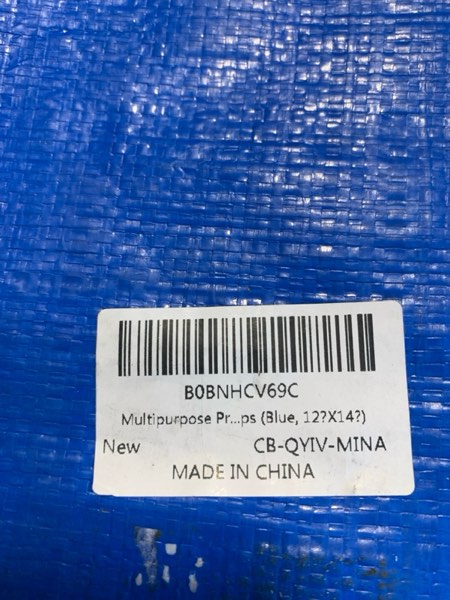 B0BNHCV69C
Multipurpose Pr...ps (Blue, 12?X14?)
New CB-QYIV-MINA
MADE IN CHINA